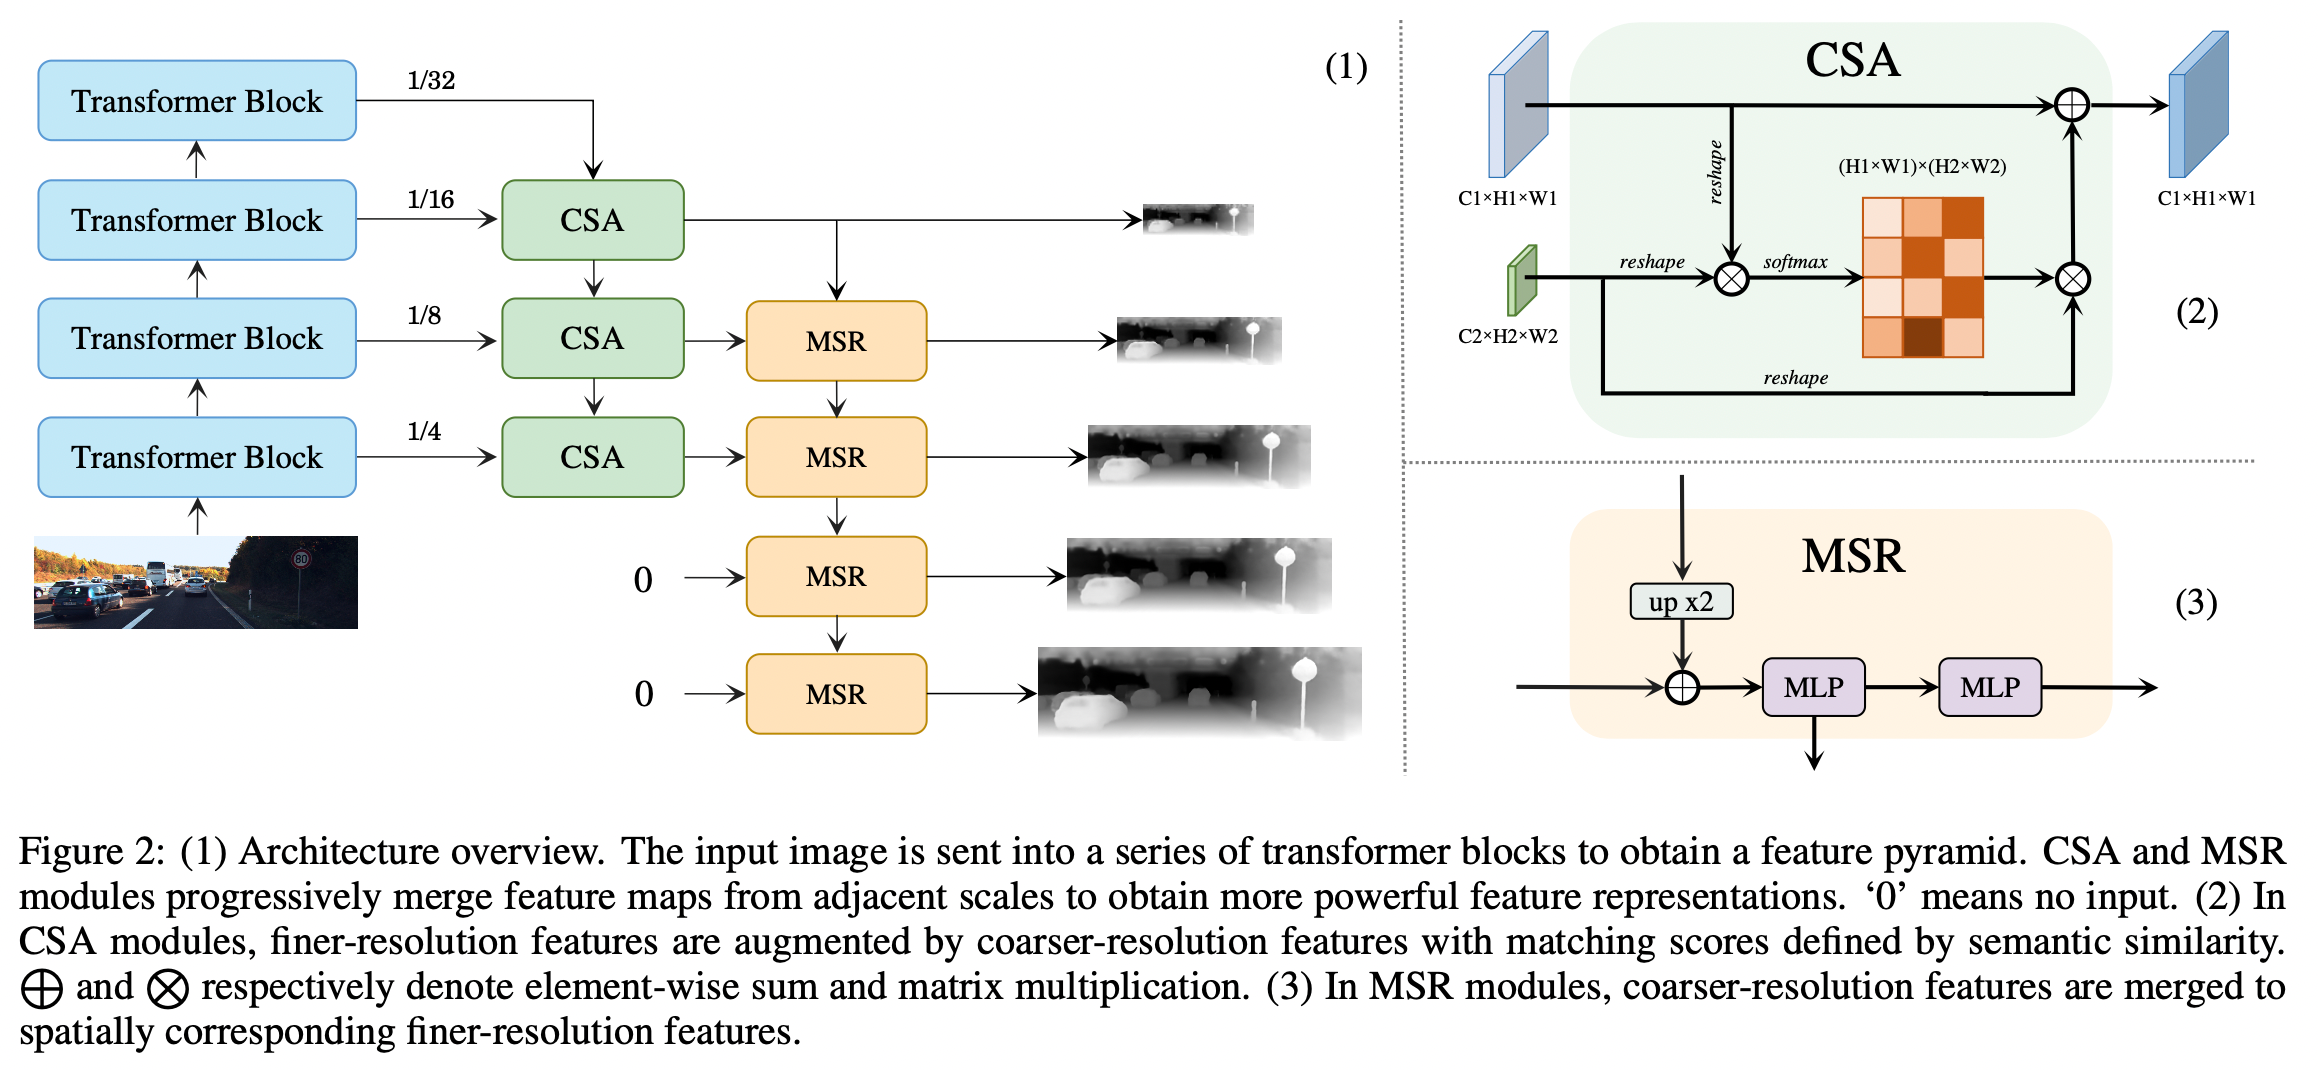 (1)
Transformer Block
1/32
Transformer Block
1/16
CSA
Transformer Block
1/8
CSA
MSR
Transformer Block
1/4
CSA
MSR
80
0
MSR
0
MSR
CSA
C1×H1×W1
reshape
(H1×W1)×(H2×W2)
C1×H1×W1
reshape
softmax
C2×H2×W2
reshape
(2)
MSR
up x2
(3)
MLP
MLP
Figure 2: (1) Architecture overview. The input image is sent into a series of transformer blocks to obtain a feature pyramid. CSA and MSR
modules progressively merge feature maps from adjacent scales to obtain more powerful feature representations. ‘0’ means no input. (2) In
CSA modules, finer-resolution features are augmented by coarser-resolution features with matching scores defined by semantic similarity.
⊕ and ⊗ respectively denote element-wise sum and matrix multiplication. (3) In MSR modules, coarser-resolution features are merged to
spatially corresponding finer-resolution features.